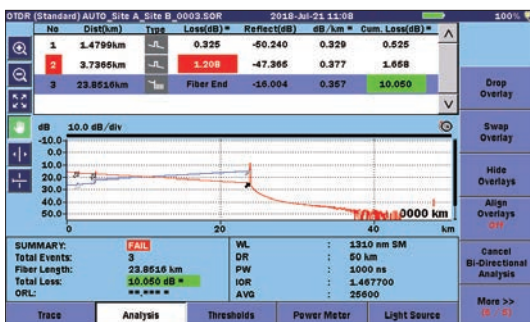 OTDR (Standard) AUTO_Site A_Site B_0003.SOR 2018-Jul-21 11:08 100%
No Dist(km) Type Loss(dB)* Reflect(dB) dB/km* Cum. Loss(dB)*
1 1.4799km 0.325 -50.240 0.329 0.525
2 3.7365km 1.208 -47.365 0.377 1.658
3 23.8516km Fiber End -16.004 0.357 10.050
dB 10.0 dB/div
-10.0
0.0
10.0
20.0
30.0
40.0
50.0
0000 km
0 20 40 km
SUMMARY: FAIL
Total Events: 3
Fiber Length: 23.8516 km
Total Loss: 10.050 dB *
ORL: **.*** *
WL : 1310 nm SM
DR : 50 km
PW : 1000 ns
IOR : 1.467700
AVG : 25600
Drop Overlay
Swap Overlay
Hide Overlays
Align Overlays
Off
Cancel Bi-Directional Analysis
More >>
Trace Analysis Thresholds Power Meter Light Source